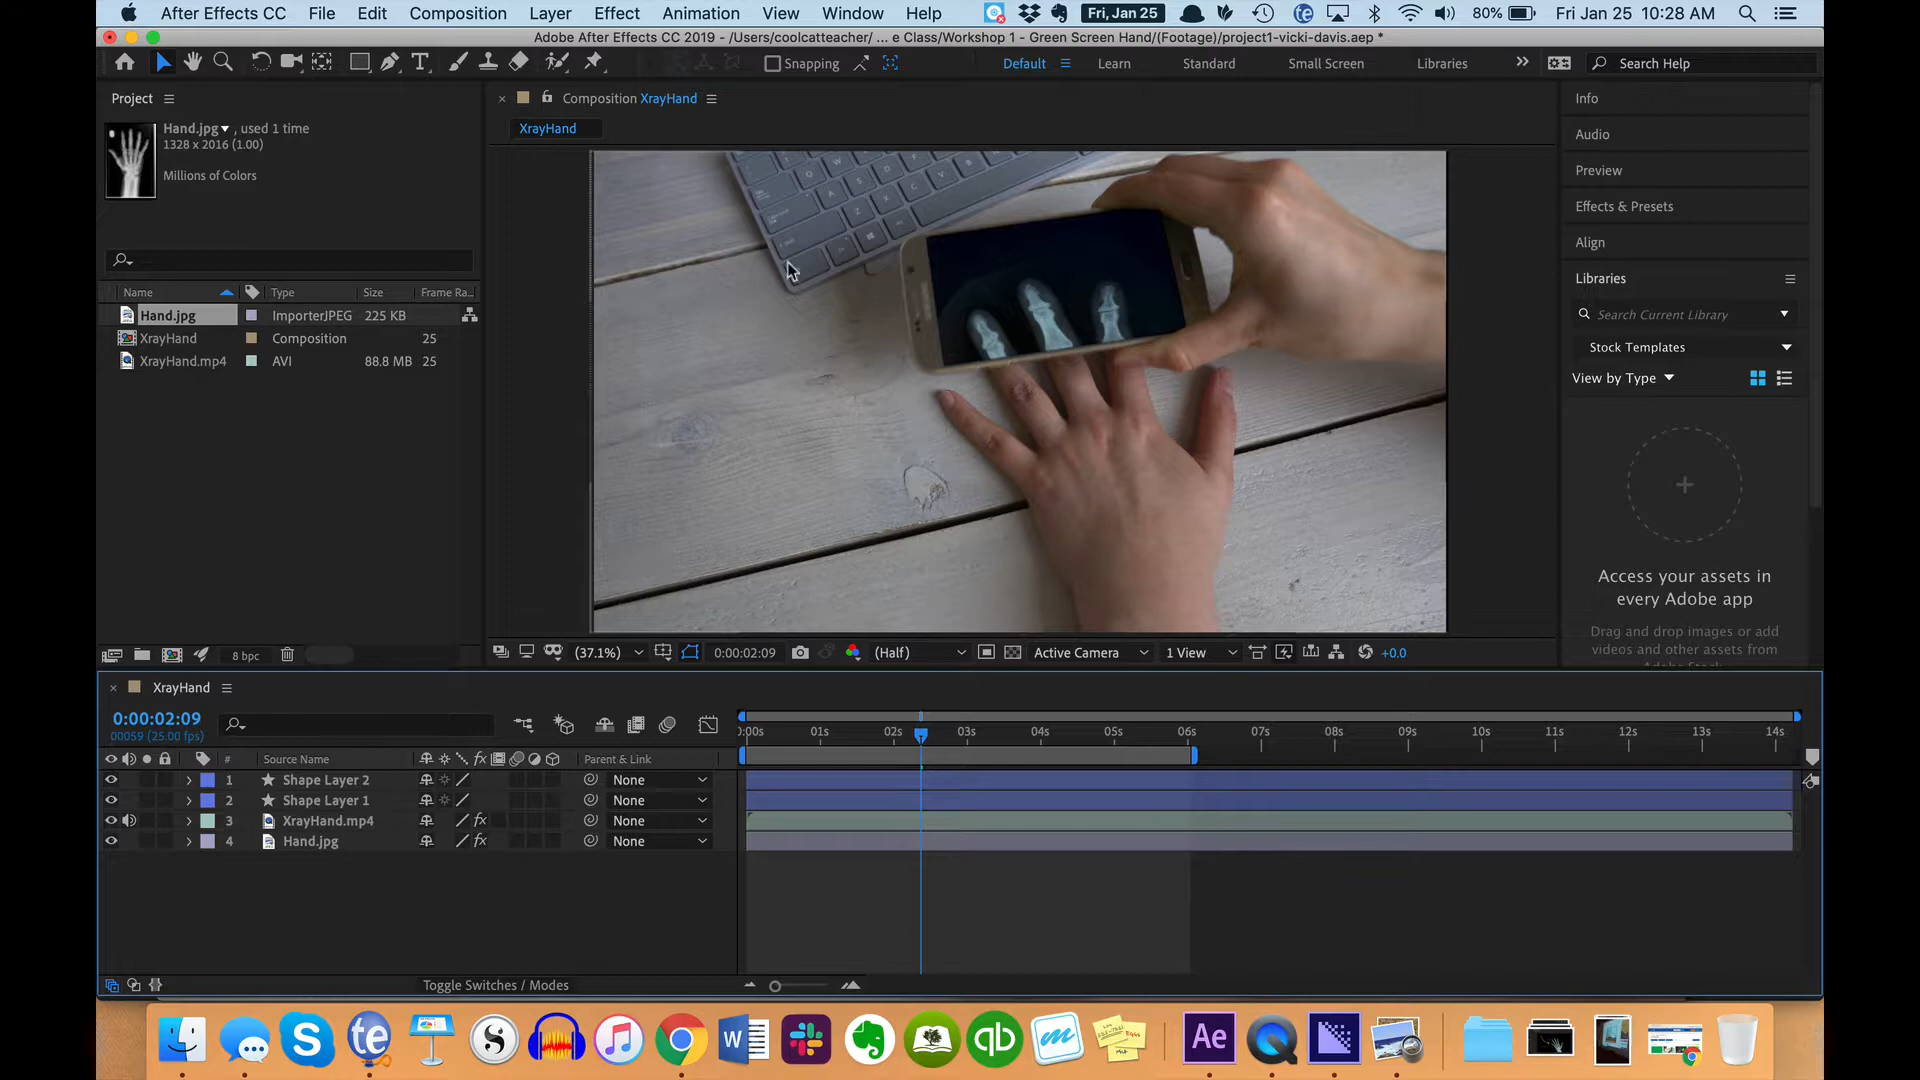 After Effects CC File Edit Composition Layer Effect Animation View Window Help Fri, Jan 25 80% Fri Jan 25 10:28 AM
Adobe After Effects CC 2019 - /Users/coolcatteacher/ ... e Class/Workshop 1 - Green Screen Hand/(Footage)/project1-vicki-davis.aep *
Snapping Default Learn Standard Small Screen Libraries Search Help
Project
Composition XrayHand
XrayHand
Hand.jpg , used 1 time
1328 x 2016 (1.00)
Millions of Colors
Name Type Size Frame Ra...
Hand.jpg ImporterJPEG 225 KB
XrayHand Composition 25
XrayHand.mp4 AVI 88.8 MB 25
8 bpc
(37.1%) 0:00:02:09 (Half) Active Camera 1 View +0.0
Info
Audio
Preview
Effects & Presets
Align
Libraries
Search Current Library
Stock Templates
View by Type
Access your assets in
every Adobe app
Drag and drop images or add
videos and other assets from
Adobe Stock
XrayHand
0:00:02:09
00059 (25.00 fps)
:00s 01s 02s 03s 04s 05s 06s 07s 08s 09s 10s 11s 12s 13s 14s
# Source Name Parent & Link
1 Shape Layer 2 None
2 Shape Layer 1 None
3 XrayHand.mp4 None
4 Hand.jpg None
Toggle Switches / Modes